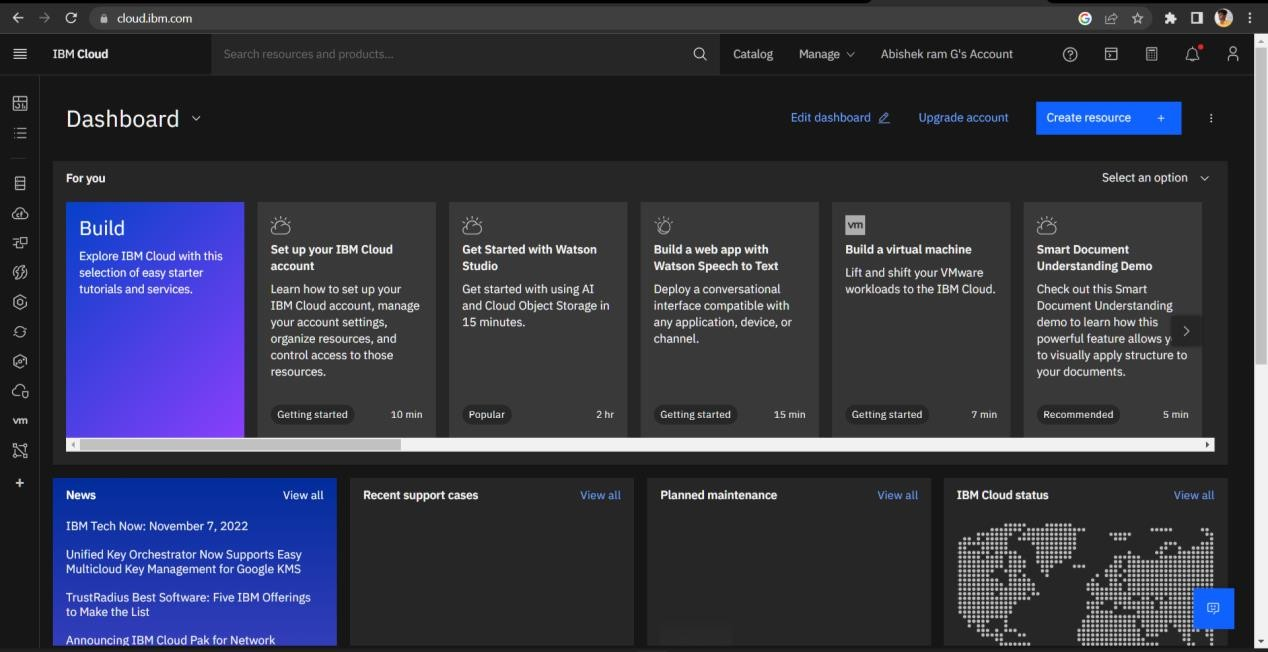 cloud.ibm.com
IBM Cloud
Search resources and products...
Catalog
Manage
Abishek ram G's Account
Dashboard
Edit dashboard
Upgrade account
Create resource +
For you
Select an option
Build
Explore IBM Cloud with this
selection of easy starter
tutorials and services.
Set up your IBM Cloud
account
Learn how to set up your
IBM Cloud account, manage
your account settings,
organize resources, and
control access to those
resources.
Getting started
10 min
Get Started with Watson
Studio
Get started with using AI
and Cloud Object Storage in
15 minutes.
Popular
2 hr
Build a web app with
Watson Speech to Text
Deploy a conversational
interface compatible with
any application, device, or
channel.
Getting started
15 min
vm
Build a virtual machine
Lift and shift your VMware
workloads to the IBM Cloud.
Getting started
7 min
Smart Document
Understanding Demo
Check out this Smart
Document Understanding
demo to learn how this
powerful feature allows
to visually apply structure to
your documents.
Recommended
5 min
vm
News
View all
IBM Tech Now: November 7, 2022
Unified Key Orchestrator Now Supports Easy
Multicloud Key Management for Google KMS
TrustRadius Best Software: Five IBM Offerings
to Make the List
Announcing IBM Cloud Pak for Network
Recent support cases
View all
Planned maintenance
View all
IBM Cloud status
View all